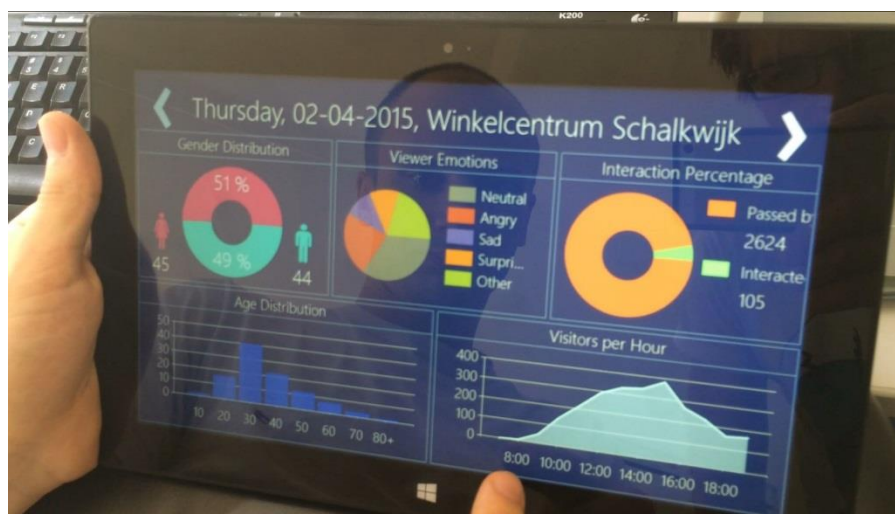 K200
Thursday, 02-04-2015, Winkelcentrum Schalkwijk
Gender Distribution
51 %
49 %
45
44
Viewer Emotions
Neutral
Angry
Sad
Surpri...
Other
Interaction Percentage
Passed b
2624
Interacte
105
Age Distribution
50
40
30
20
10
0
10 20 30 40 50 60 70 80+
Visitors per Hour
400
300
200
100
0
8:00 10:00 12:00 14:00 16:00 18:00